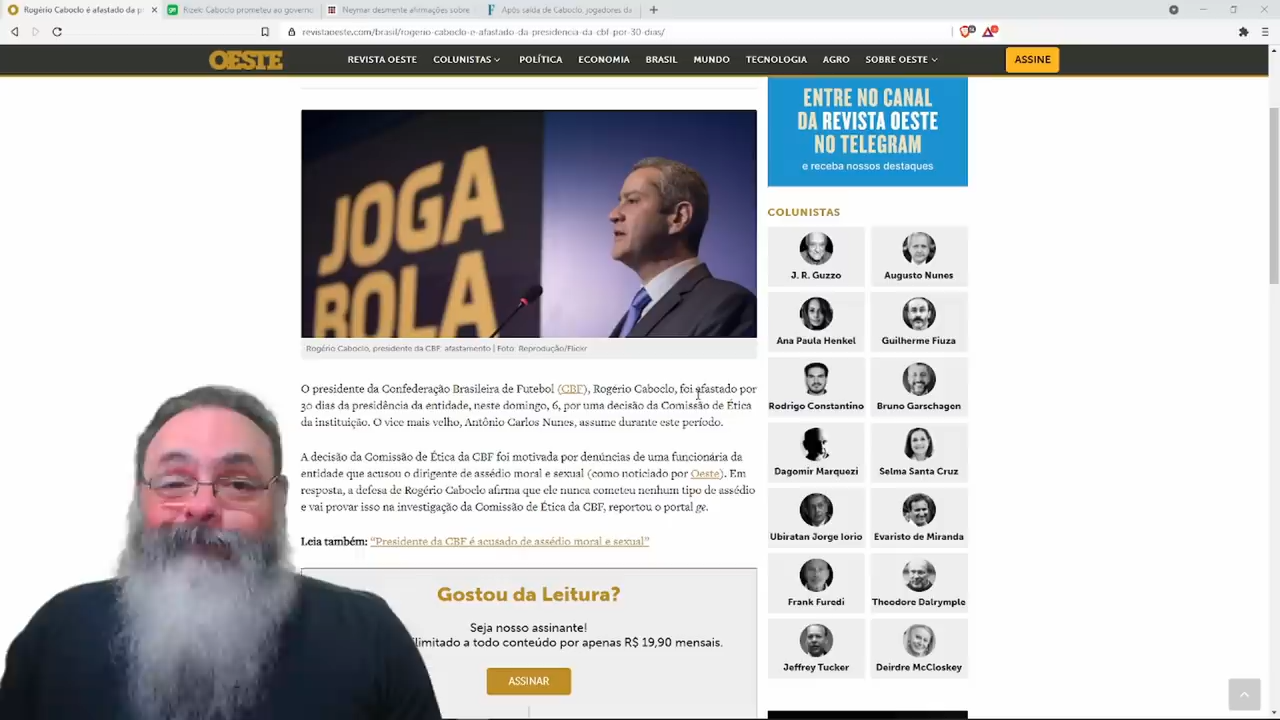 Rogério Caboclo é afastado da p
Rizek: Caboclo prometeu ao governo
Neymar desmente afirmações sobre
Após saída de Caboclo, jogadores da
revistaoeste.com/brasil/rogerio-caboclo-e-afastado-da-presidencia-da-cbf-por-30-dias/
OESTE
REVISTA OESTE
COLUNISTAS
POLÍTICA
ECONOMIA
BRASIL
MUNDO
TECNOLOGIA
AGRO
SOBRE OESTE
ASSINE
JOGA
BOLA
Rogério Caboclo, presidente da CBF: afastamento | Foto: Reprodução/Flickr
O presidente da Confederação Brasileira de Futebol (CBF), Rogério Caboclo, foi afastado por
30 dias da presidência da entidade, neste domingo, 6, por uma decisão da Comissão de Ética
da instituição. O vice mais velho, Antônio Carlos Nunes, assume durante este período.
A decisão da Comissão de Ética da CBF foi motivada por denúncias de uma funcionária da
entidade que acusou o dirigente de assédio moral e sexual (como noticiado por Oeste). Em
resposta, a defesa de Rogério Caboclo afirma que ele nunca cometeu nenhum tipo de assédio
e vai provar isso na investigação da Comissão de Ética da CBF, reportou o portal ge.
Leia também: “Presidente da CBF é acusado de assédio moral e sexual”
Gostou da Leitura?
Seja nosso assinante!
limitado a todo conteúdo por apenas R$ 19,90 mensais.
ASSINAR
ENTRE NO CANAL
DA REVISTA OESTE
NO TELEGRAM
e receba nossos destaques
COLUNISTAS
J. R. Guzzo
Augusto Nunes
Ana Paula Henkel
Guilherme Fiuza
Rodrigo Constantino
Bruno Garschagen
Dagomir Marquezi
Selma Santa Cruz
Ubiratan Jorge Iorio
Evaristo de Miranda
Frank Furedi
Theodore Dalrymple
Jeffrey Tucker
Deirdre McCloskey